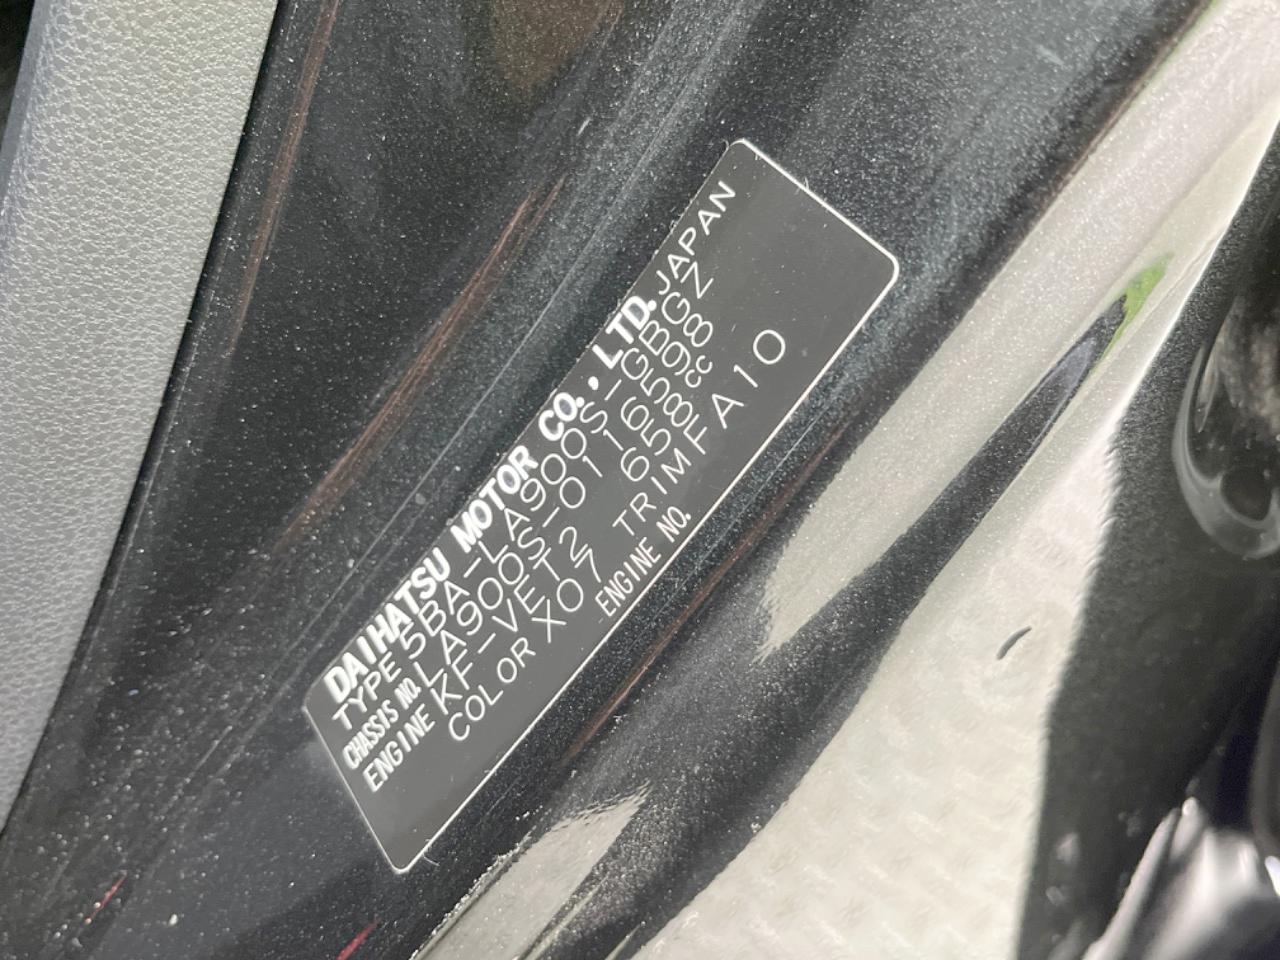 DAIHATSU MOTOR CO.,LTD. JAPAN
TYPE 5BA-LA900S-GBGZ
CHASSIS NO. LA900S-0116598
ENGINE KF-VET2 658cc
COLOR X07 TRIM FA10
ENGINE NO.